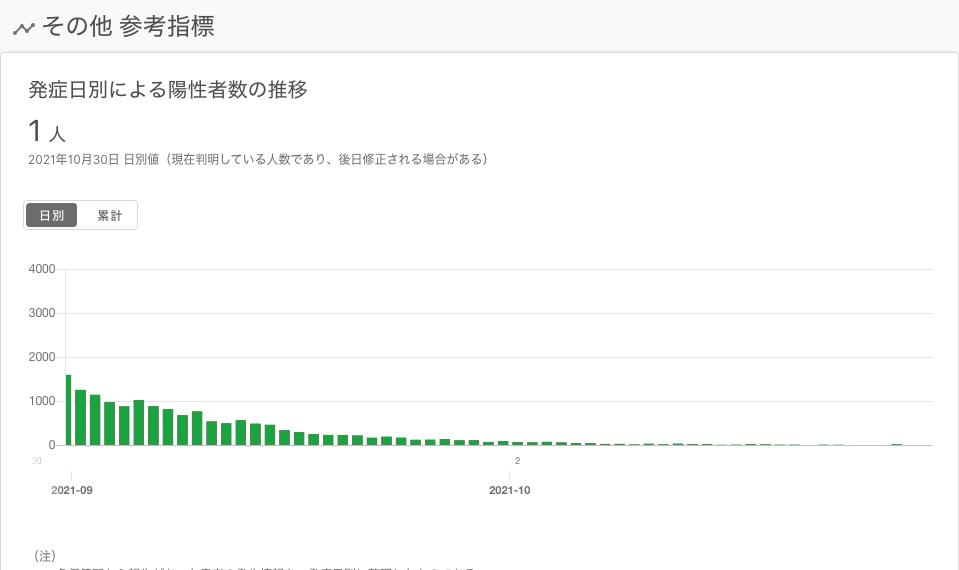 その他 参考指標
発症日別による陽性者数の推移
1 人
2021年10月30日 日別値（現在判明している人数であり、後日修正される場合がある）
日別 累計
4000
3000
2000
1000
0
30 2
2021-09 2021-10
（注）